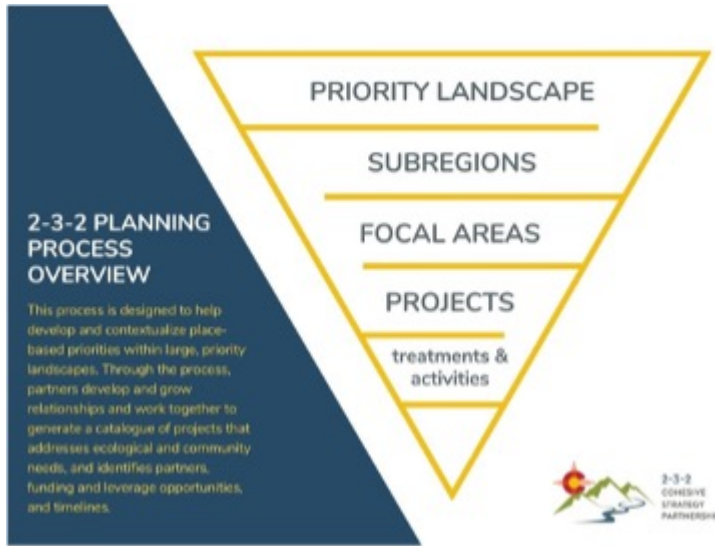 PRIORITY LANDSCAPE
SUBREGIONS
FOCAL AREAS
PROJECTS
treatments &
activities
2-3-2 PLANNING
PROCESS
OVERVIEW
This process is designed to help
develop and contextualize place-
based priorities within large, priority
landscapes. Through the process,
partners develop and grow
relationships and work together to
generate a catalogue of projects that
addresses ecological and community
needs, and identifies partners,
funding and leverage opportunities,
and timelines.
2-3-2
COHESIVE
STRATEGY
PARTNERSHIP